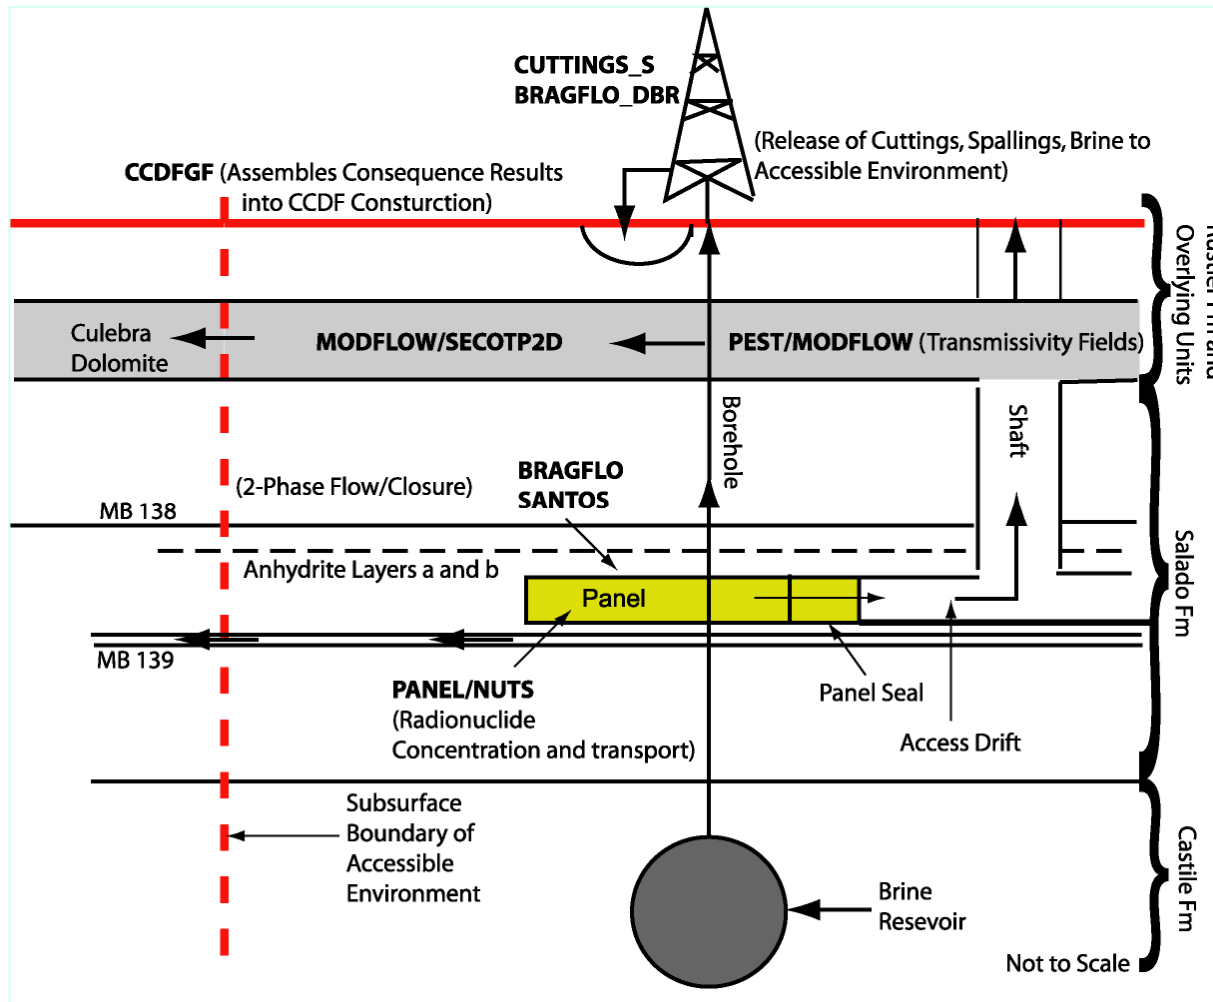 CUTTINGS_S
BRAGFLO_DBR
(Release of Cuttings, Spallings, Brine to
Accessible Environment)
CCDFGF (Assembles Consequence Results
into CCDF Consturction)
Overlying Units
Culebra
Dolomite
MODFLOW/SECOTP2D
PEST/MODFLOW (Transmissivity Fields)
Borehole
Shaft
BRAGFLO
SANTOS
(2-Phase Flow/Closure)
MB 138
Anhydrite Layers a and b
Panel
Salado Fm
MB 139
PANEL/NUTS
(Radionuclide
Concentration and transport)
Panel Seal
Access Drift
Subsurface
Boundary of
Accessible
Environment
Brine
Resevoir
Castile Fm
Not to Scale